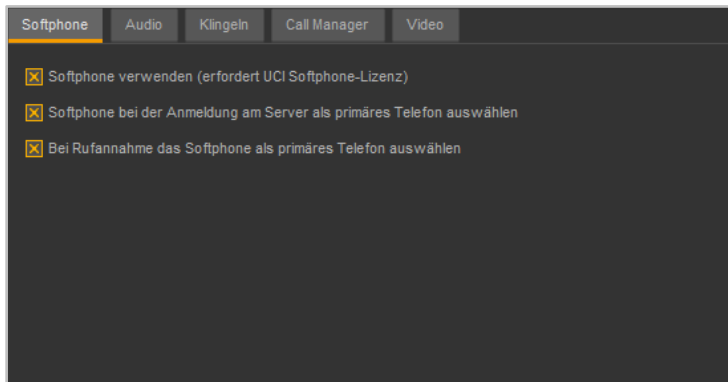 Softphone Audio Klingeln Call Manager Video
Softphone verwenden (erfordert UCI Softphone-Lizenz)
Softphone bei der Anmeldung am Server als primäres Telefon auswählen
Bei Rufannahme das Softphone als primäres Telefon auswählen